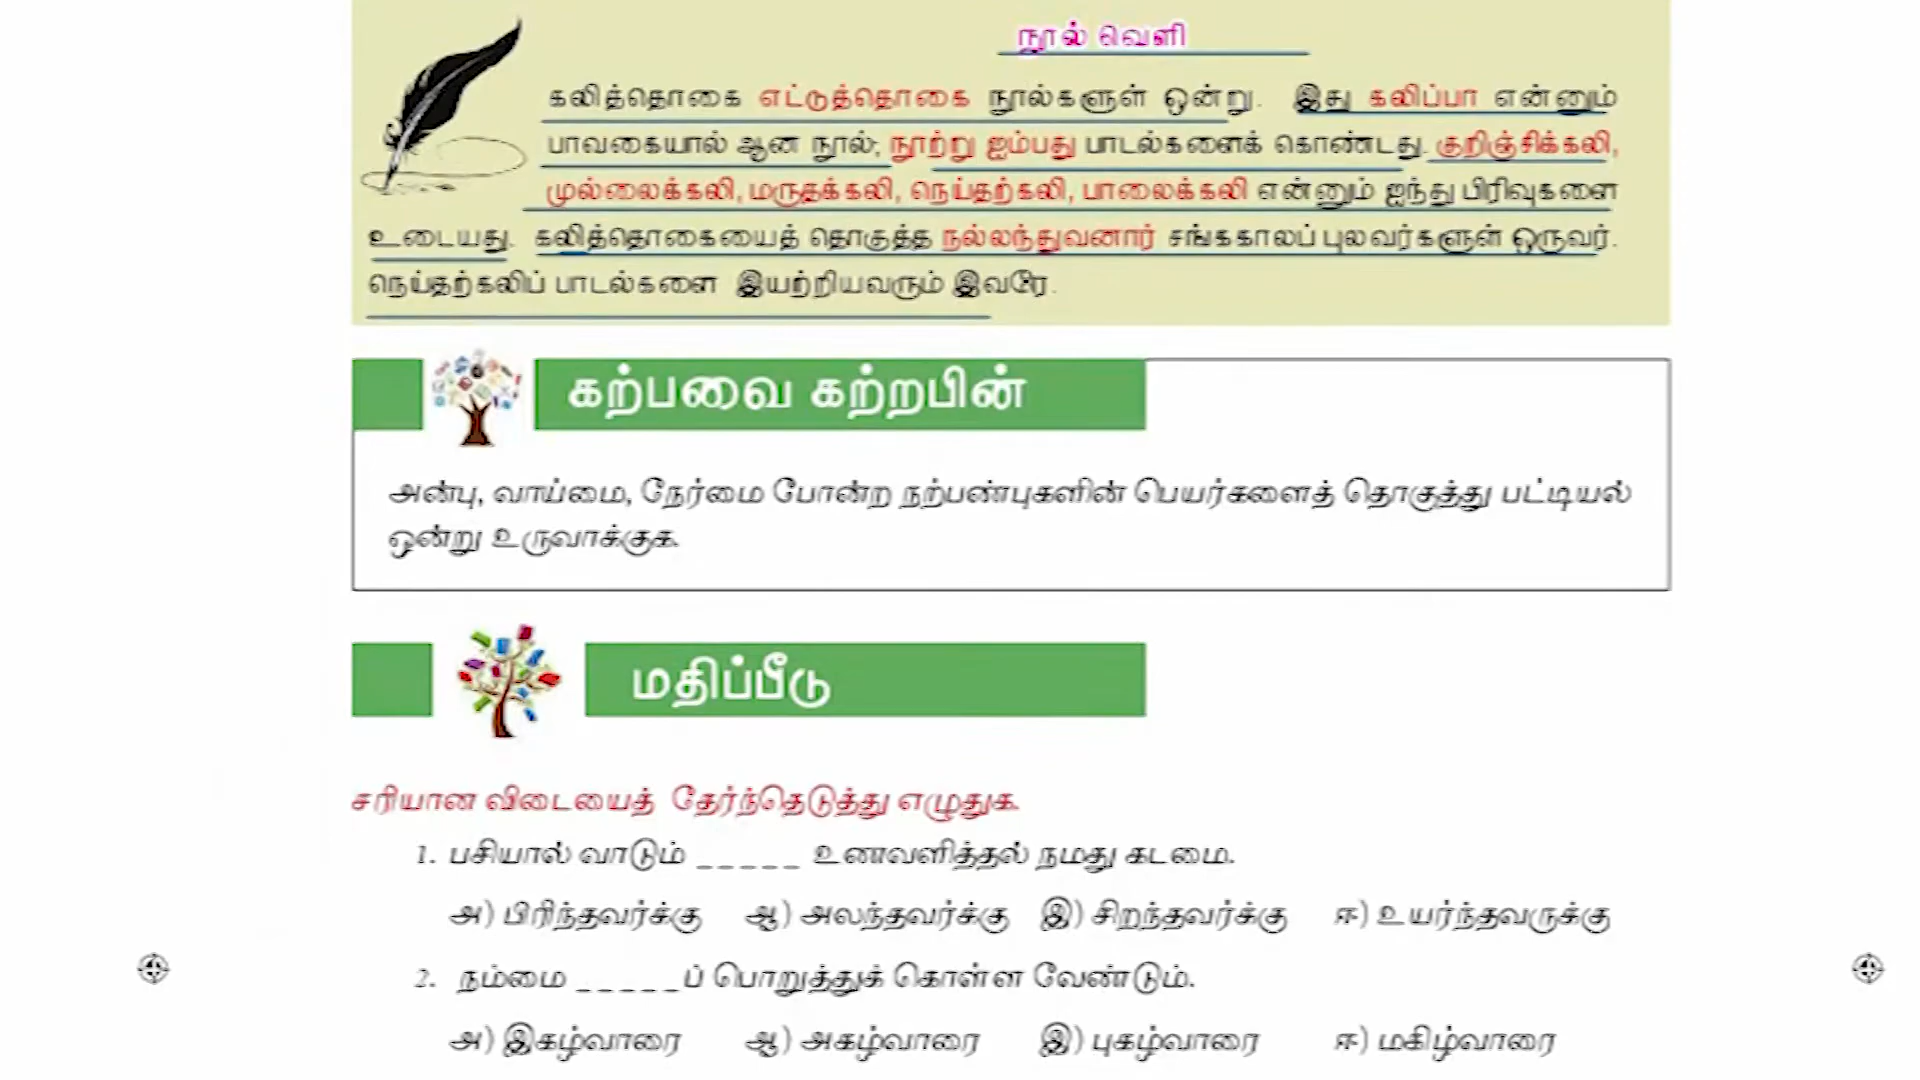 நூல் வெளி
கலித்தொகை எட்டுத்தொகை நூல்களுள் ஒன்று. இது கலிப்பா என்னும்
பாவகையால் ஆன நூல்; நூற்று ஐம்பது பாடல்களைக் கொண்டது. குறிஞ்சிக்கலி,
முல்லைக்கலி, மருதக்கலி, நெய்தற்கலி, பாலைக்கலி என்னும் ஐந்து பிரிவுகளை
உடையது. கலித்தொகையைத் தொகுத்த நல்லந்துவனார் சங்ககாலப் புலவர்களுள் ஒருவர்.
நெய்தற்கலிப் பாடல்களை இயற்றியவரும் இவரே.
கற்பவை கற்றபின்
அன்பு, வாய்மை, நேர்மை போன்ற நற்பண்புகளின் பெயர்களைத் தொகுத்து பட்டியல்
ஒன்று உருவாக்குக.
மதிப்பீடு
சரியான விடையைத் தேர்ந்தெடுத்து எழுதுக.
1. பசியால் வாடும் _ _ _ _ _ உணவளித்தல் நமது கடமை.
அ) பிரிந்தவர்க்கு ஆ) அலந்தவர்க்கு இ) சிறந்தவர்க்கு ஈ) உயர்ந்தவருக்கு
2. நம்மை _ _ _ _ _ப் பொறுத்துக் கொள்ள வேண்டும்.
அ) இகழ்வாரை ஆ) அகழ்வாரை இ) புகழ்வாரை ஈ) மகிழ்வாரை